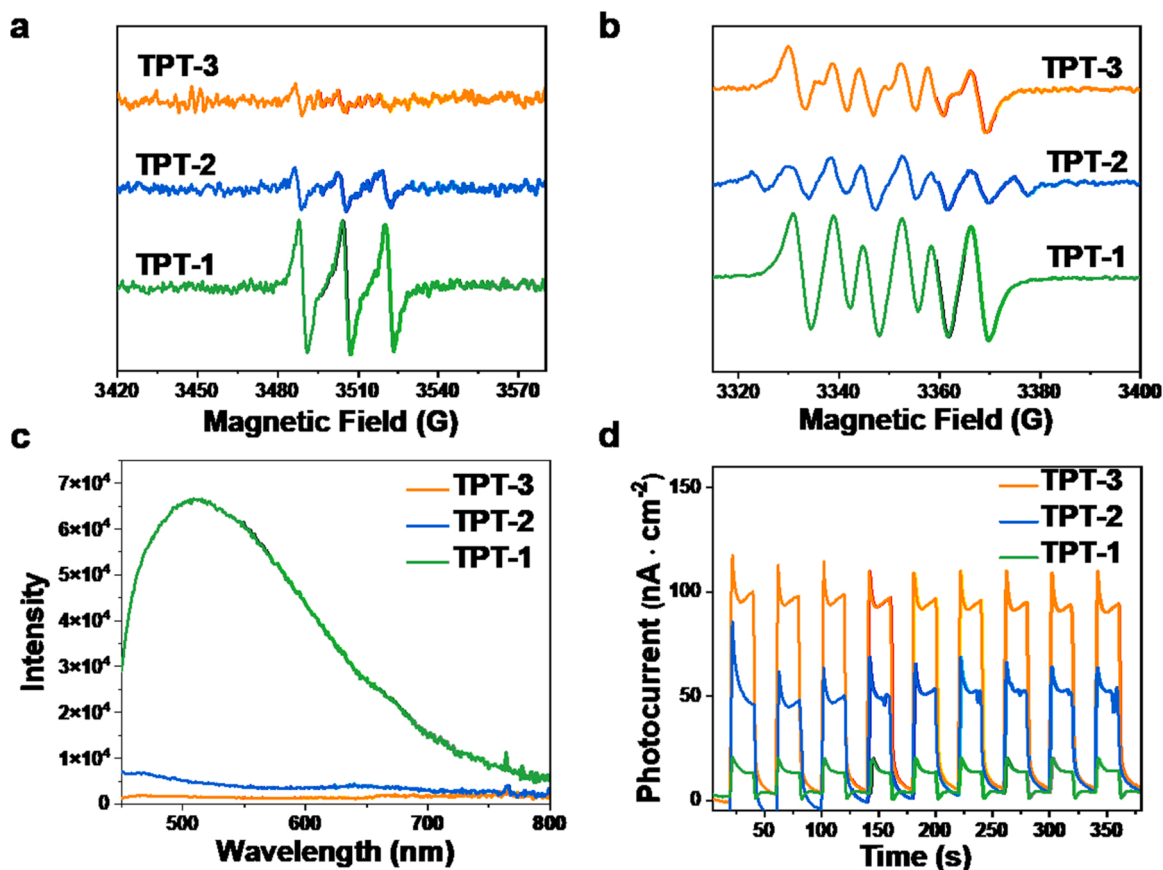 a
TPT-3
TPT-2
TPT-1
3420 3450 3480 3510 3540 3570
Magnetic Field (G)
b
TPT-3
TPT-2
TPT-1
3320 3340 3360 3380 3400
Magnetic Field (G)
c
Intensity
7×10⁴
6×10⁴
5×10⁴
4×10⁴
3×10⁴
2×10⁴
1×10⁴
0
TPT-3
TPT-2
TPT-1
500 600 700 800
Wavelength (nm)
d
Photocurrent (nA · cm⁻²)
150
100
50
0
TPT-3
TPT-2
TPT-1
50 100 150 200 250 300 350
Time (s)